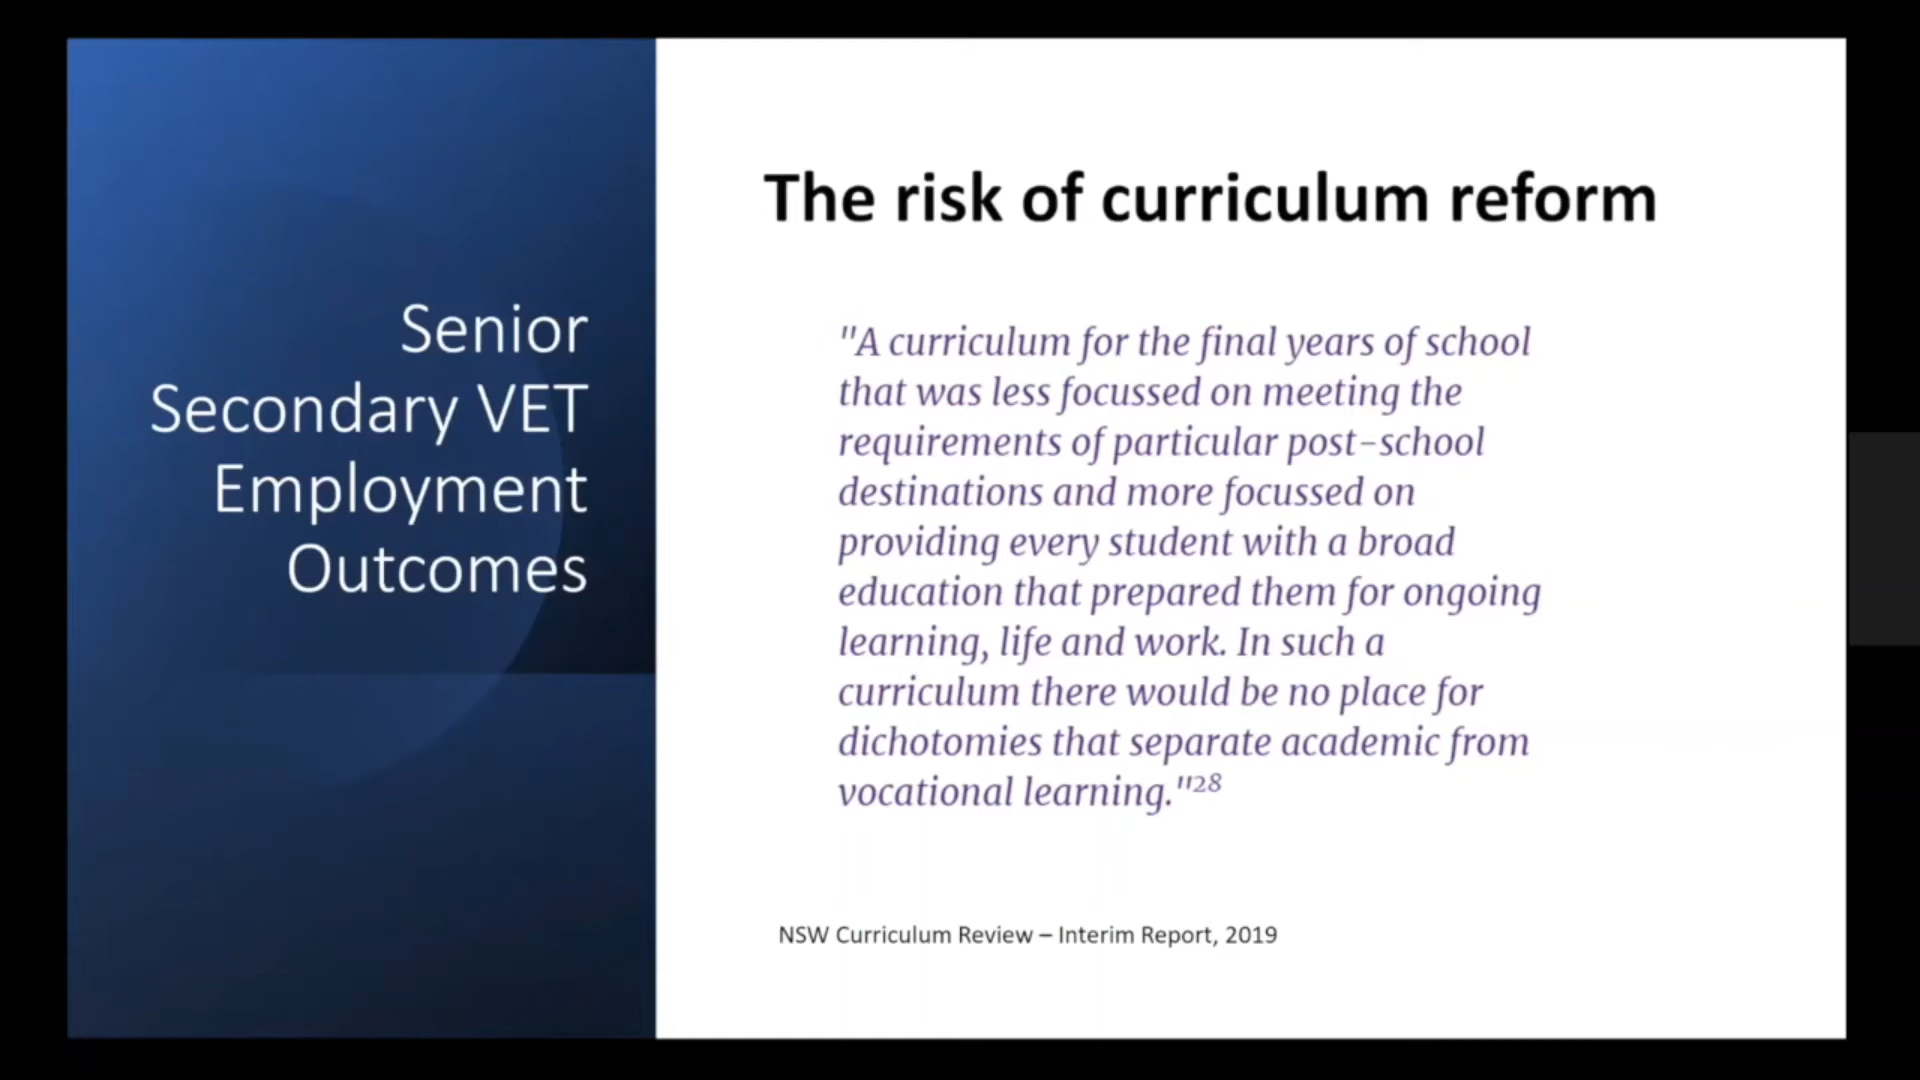 Senior
Secondary VET
Employment
Outcomes
The risk of curriculum reform
"A curriculum for the final years of school
that was less focussed on meeting the
requirements of particular post-school
destinations and more focussed on
providing every student with a broad
education that prepared them for ongoing
learning, life and work. In such a
curriculum there would be no place for
dichotomies that separate academic from
vocational learning."28
NSW Curriculum Review – Interim Report, 2019